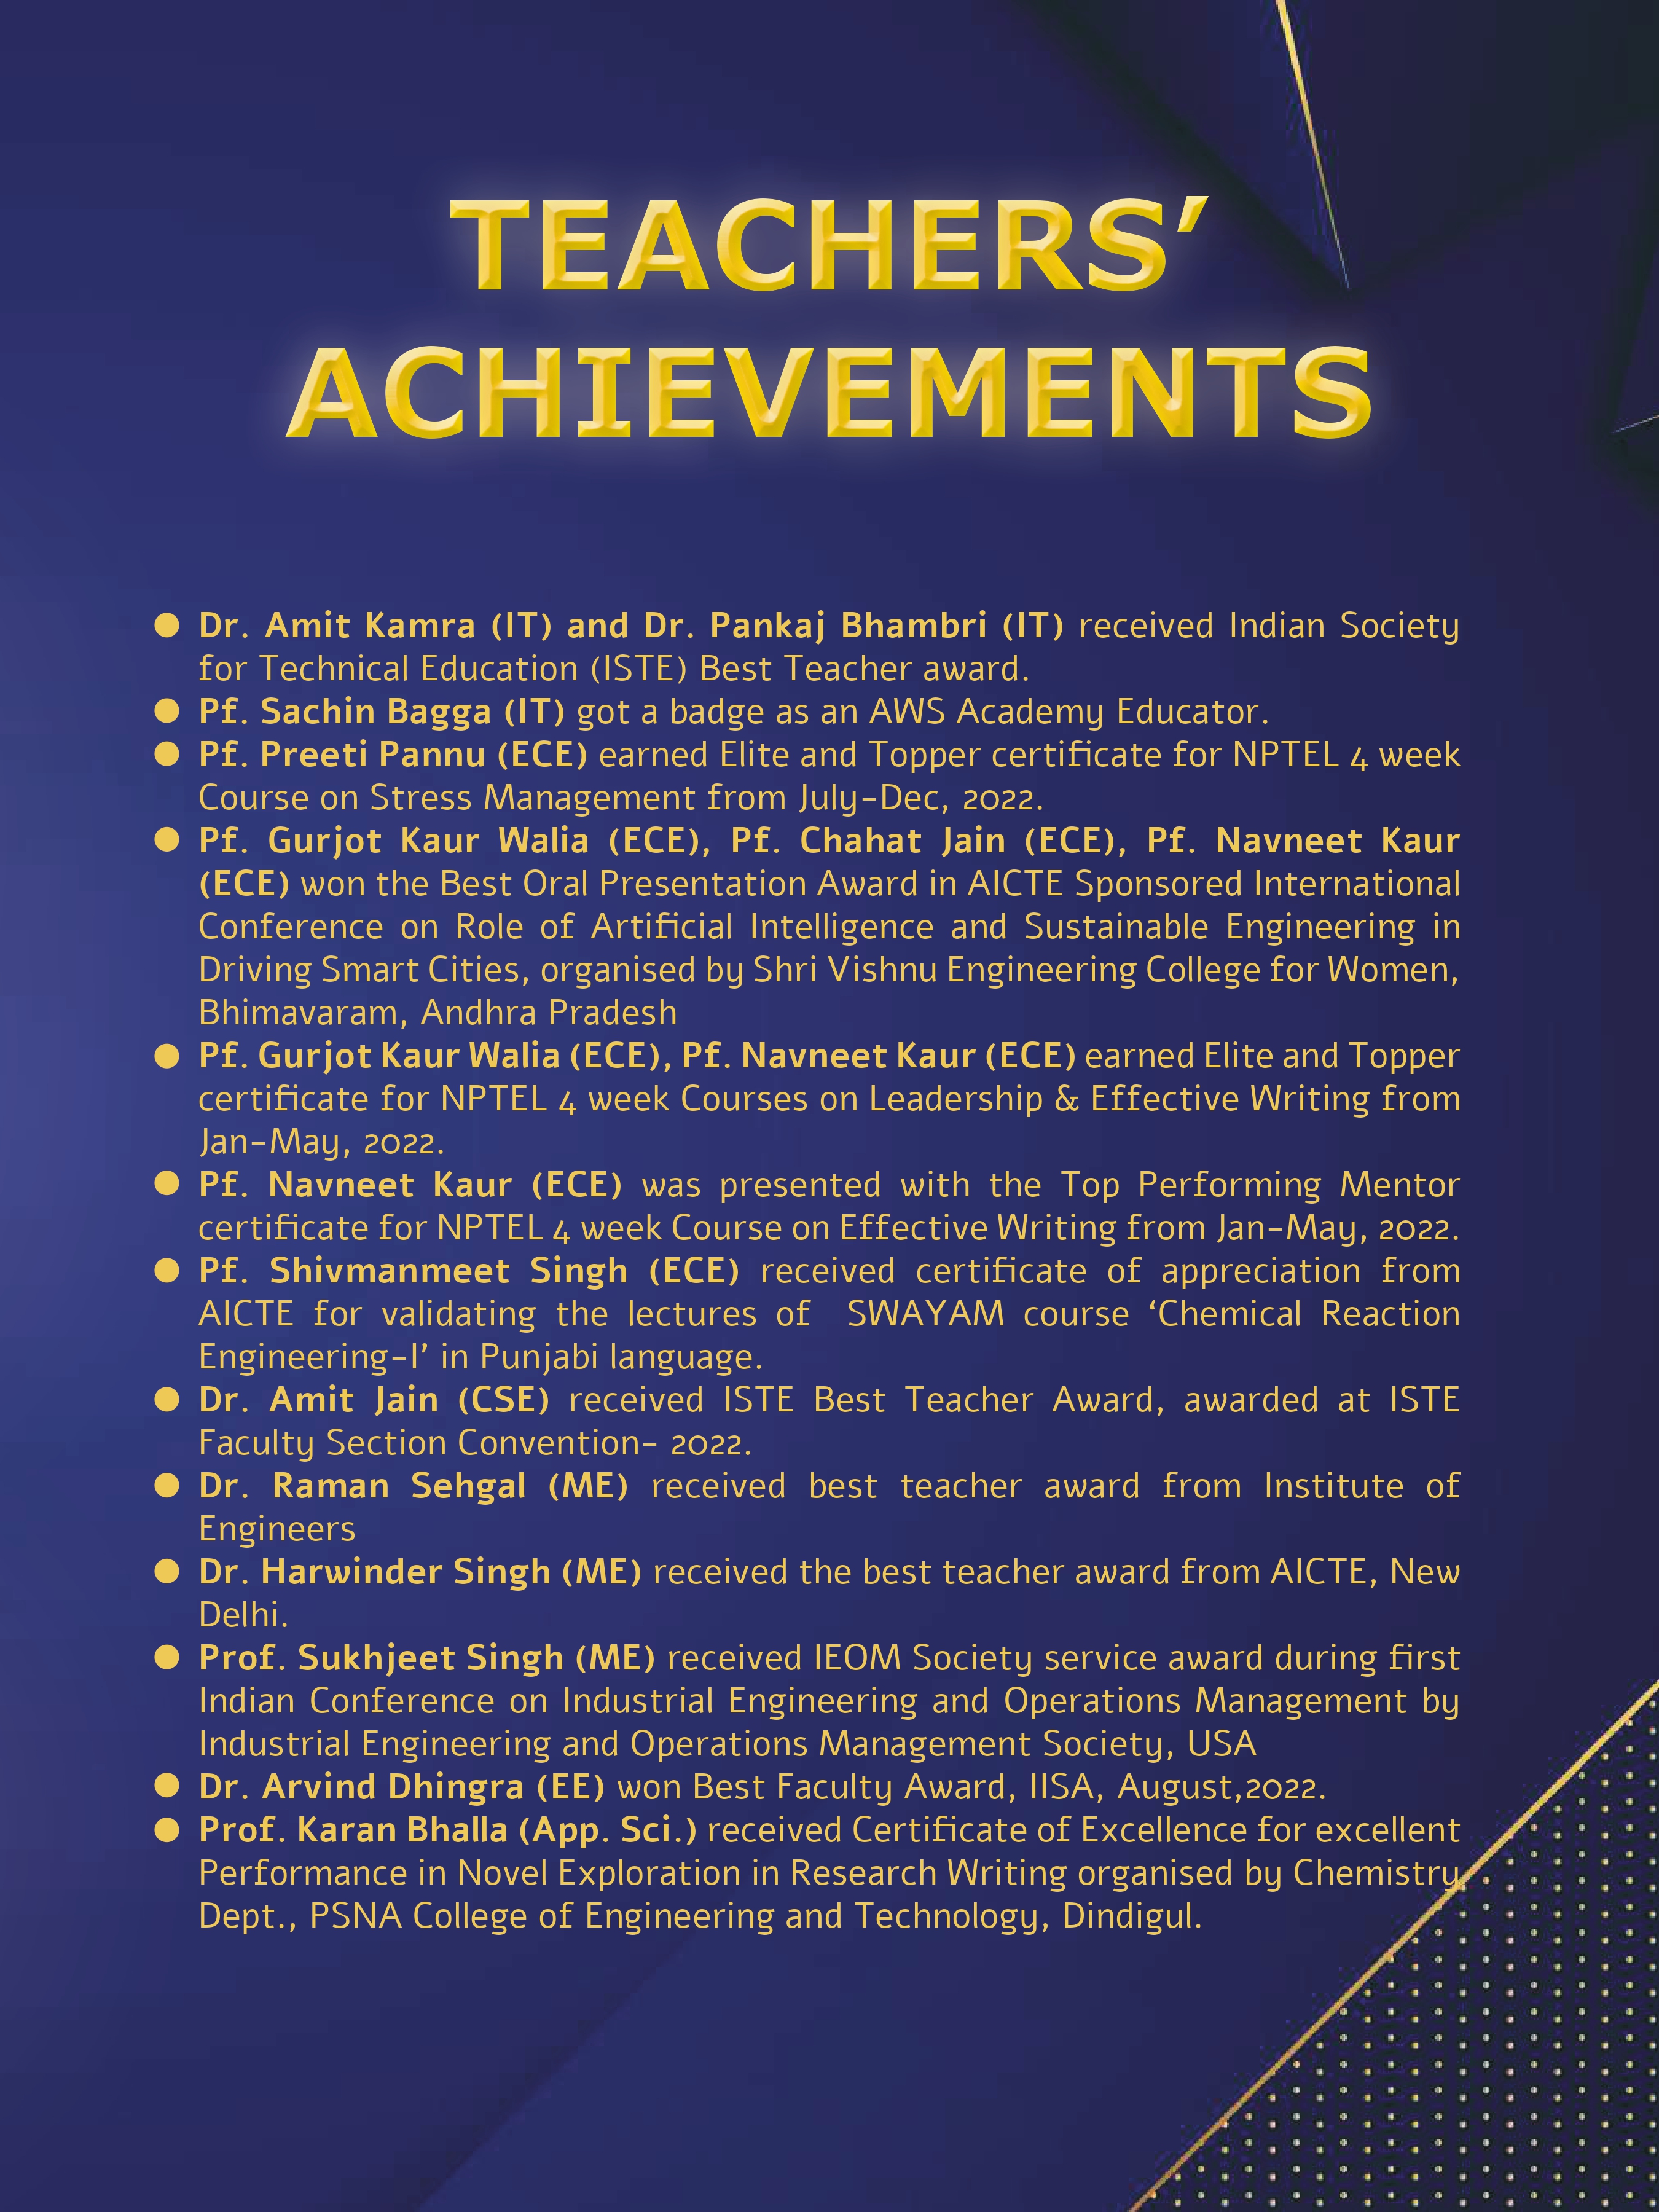 TEACHERS’
ACHIEVEMENTS
● Dr. Amit Kamra (IT) and Dr. Pankaj Bhambri (IT) received Indian Society
for Technical Education (ISTE) Best Teacher award.
● Pf. Sachin Bagga (IT) got a badge as an AWS Academy Educator.
● Pf. Preeti Pannu (ECE) earned Elite and Topper certificate for NPTEL 4 week
Course on Stress Management from July-Dec, 2022.
● Pf. Gurjot Kaur Walia (ECE), Pf. Chahat Jain (ECE), Pf. Navneet Kaur
(ECE) won the Best Oral Presentation Award in AICTE Sponsored International
Conference on Role of Artificial Intelligence and Sustainable Engineering in
Driving Smart Cities, organised by Shri Vishnu Engineering College for Women,
Bhimavaram, Andhra Pradesh
● Pf. Gurjot Kaur Walia (ECE), Pf. Navneet Kaur (ECE) earned Elite and Topper
certificate for NPTEL 4 week Courses on Leadership & Effective Writing from
Jan-May, 2022.
● Pf. Navneet Kaur (ECE) was presented with the Top Performing Mentor
certificate for NPTEL 4 week Course on Effective Writing from Jan-May, 2022.
● Pf. Shivmanmeet Singh (ECE) received certificate of appreciation from
AICTE for validating the lectures of SWAYAM course ‘Chemical Reaction
Engineering-I’ in Punjabi language.
● Dr. Amit Jain (CSE) received ISTE Best Teacher Award, awarded at ISTE
Faculty Section Convention- 2022.
● Dr. Raman Sehgal (ME) received best teacher award from Institute of
Engineers
● Dr. Harwinder Singh (ME) received the best teacher award from AICTE, New
Delhi.
● Prof. Sukhjeet Singh (ME) received IEOM Society service award during first
Indian Conference on Industrial Engineering and Operations Management by
Industrial Engineering and Operations Management Society, USA
● Dr. Arvind Dhingra (EE) won Best Faculty Award, IISA, August,2022.
● Prof. Karan Bhalla (App. Sci.) received Certificate of Excellence for excellent
Performance in Novel Exploration in Research Writing organised by Chemistry
Dept., PSNA College of Engineering and Technology, Dindigul.